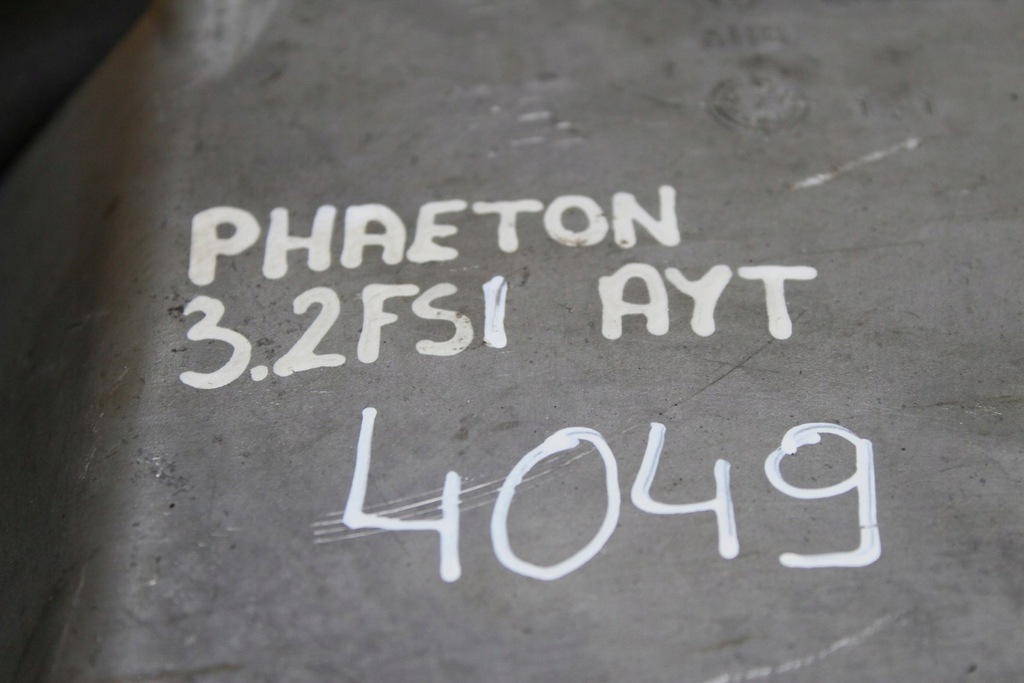 PHAETON
3.2FSI AYT
4049